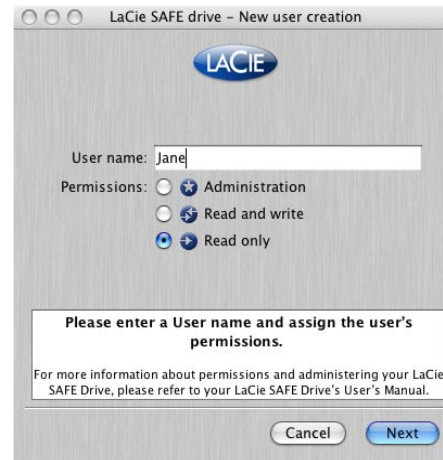 LaCie SAFE drive – New user creation
LACIE
User name: Jane
Permissions: Administration
Read and write
Read only
Please enter a User name and assign the user's
permissions.
For more information about permissions and administering your LaCie
SAFE Drive, please refer to your LaCie SAFE Drive's User's Manual.
Cancel Next